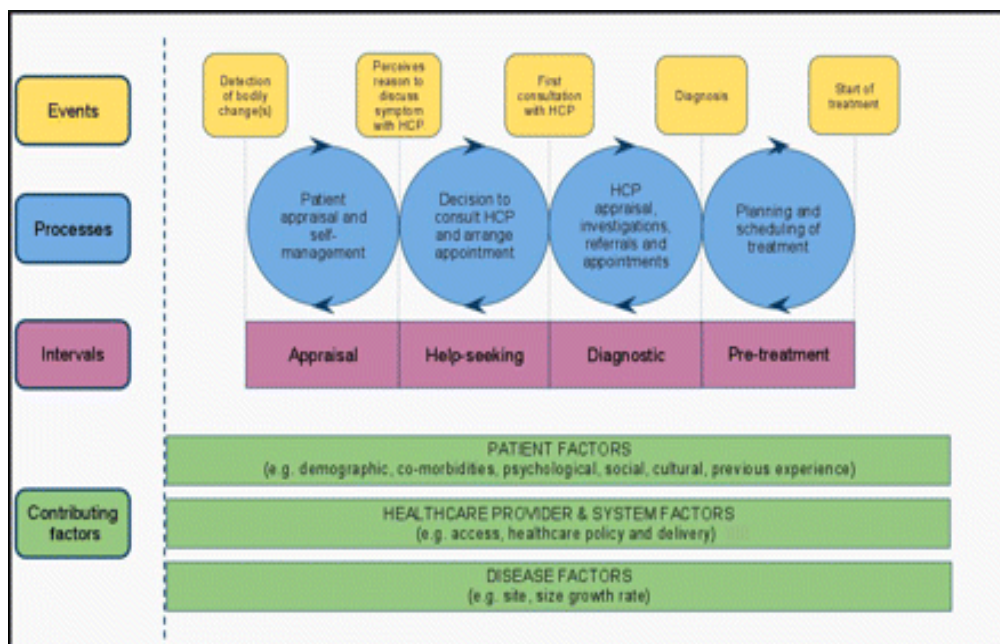 Events
Detection
of bodily
change(s)
Perceives
reason to
discuss
symptom
with HCP.
First
consultation
with HCP
Diagnosis
Start of
treatment
Processes
Patient
appraisal and
self-
management
Decision to
consult HCP
and arrange
appointment
HCP
appraisal,
investigations,
referrals and
appointments
Planning and
scheduling of
treatment
Intervals
Appraisal
Help-seeking
Diagnostic
Pre-treatment
Contributing
factors
PATIENT FACTORS
(e.g. demographic, co-morbidities, psychological, social, cultural, previous experience)
HEALTHCARE PROVIDER & SYSTEM FACTORS
(e.g. access, healthcare policy and delivery)
DISEASE FACTORS
(e.g. site, size growth rate)